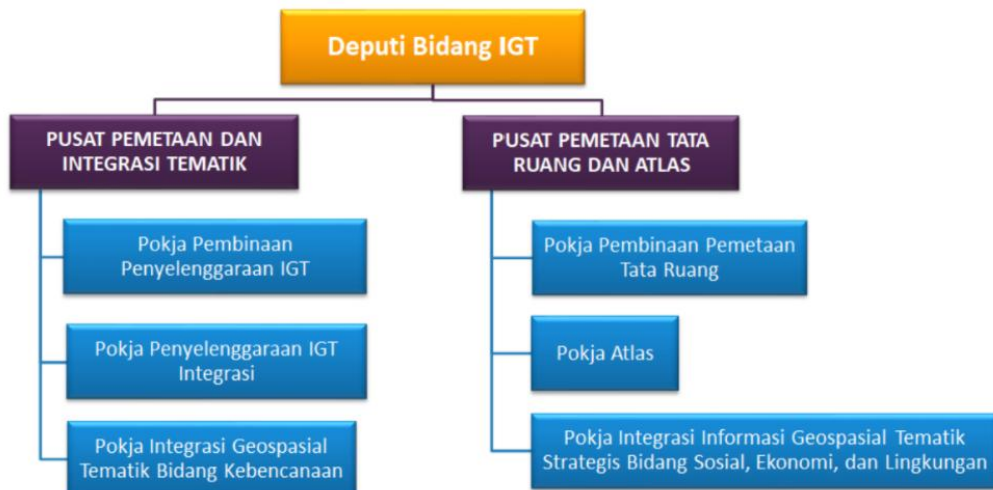 Deputi Bidang IGT
PUSAT PEMETAAN DAN
INTEGRASI TEMATIK
Pokja Pembinaan
Penyelenggaraan IGT
Pokja Penyelenggaraan IGT
Integrasi
Pokja Integrasi Geospasial
Tematik Bidang Kebencanaan
PUSAT PEMETAAN TATA
RUANG DAN ATLAS
Pokja Pembinaan Pemetaan
Tata Ruang
Pokja Atlas
Pokja Integrasi Informasi Geospasial Tematik
Strategis Bidang Sosial, Ekonomi, dan Lingkungan